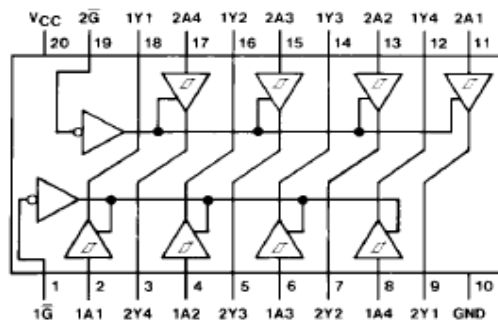 VCC 2G̅ 1Y1 2A4 1Y2 2A3 1Y3 2A2 1Y4 2A1
20 19 18 17 16 15 14 13 12 11
1 2 3 4 5 6 7 8 9 10
1G̅ 1A1 2Y4 1A2 2Y3 1A3 2Y2 1A4 2Y1 GND